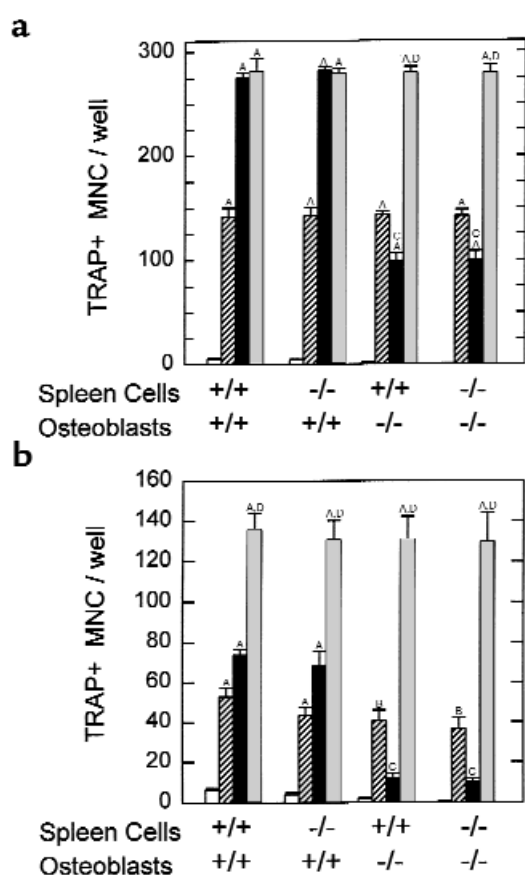 a
TRAP+ MNC / well
300
200
100
0
A A A
A A A
A C A A,D
A C A A,D
Spleen Cells +/+ -/- +/+ -/-
Osteoblasts +/+ +/+ -/- -/-
b
TRAP+ MNC / well
160
140
120
100
80
60
40
20
0
A A A,D
A A A,D
B C A,D
B C A,D
Spleen Cells +/+ -/- +/+ -/-
Osteoblasts +/+ +/+ -/- -/-